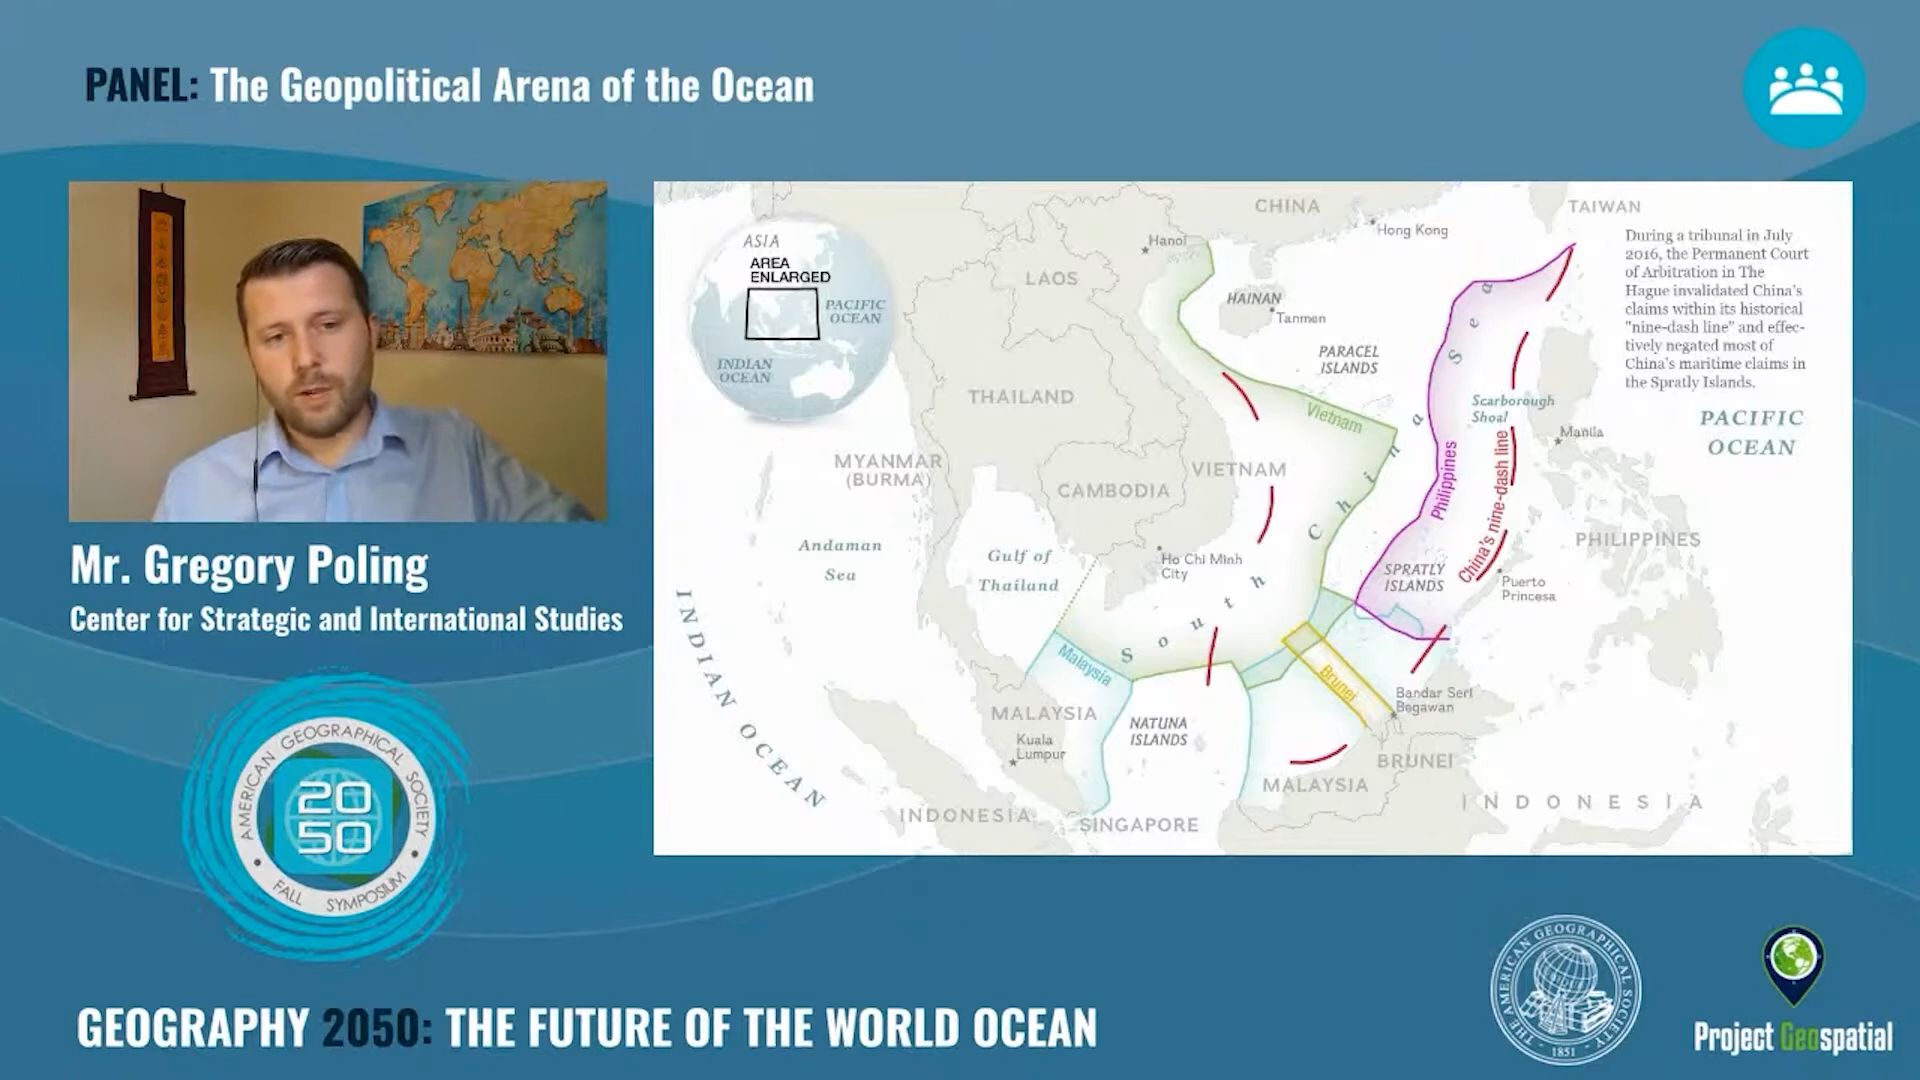 PANEL: The Geopolitical Arena of the Ocean
Mr. Gregory Poling
Center for Strategic and International Studies
AMERICAN GEOGRAPHICAL SOCIETY
20
50
FALL SYMPOSIUM
ASIA
AREA
ENLARGED
PACIFIC
OCEAN
INDIAN
OCEAN
CHINA
Hong Kong
TAIWAN
Hanoi
LAOS
HAINAN
Tanmen
PARACEL
ISLANDS
THAILAND
Vietnam
MYANMAR
(BURMA)
VIETNAM
CAMBODIA
Andaman
Sea
Gulf of
Thailand
Ho Chi Minh
City
South China Sea
Scarborough
Shoal
Manila
Philippines
China's nine-dash line
PHILIPPINES
SPRATLY
ISLANDS
Puerto
Princesa
PACIFIC
OCEAN
During a tribunal in July
2016, the Permanent Court
of Arbitration in The
Hague invalidated China's
claims within its historical
"nine-dash line" and effec-
tively negated most of
China's maritime claims in
the Spratly Islands.
INDIAN OCEAN
Malaysia
Brunei
Bandar Seri
Begawan
MALAYSIA
Kuala
Lumpur
NATUNA
ISLANDS
BRUNEI
MALAYSIA
INDONESIA
SINGAPORE
INDONESIA
GEOGRAPHY 2050: THE FUTURE OF THE WORLD OCEAN
THE AMERICAN GEOGRAPHICAL SOCIETY
1851
Project Geospatial